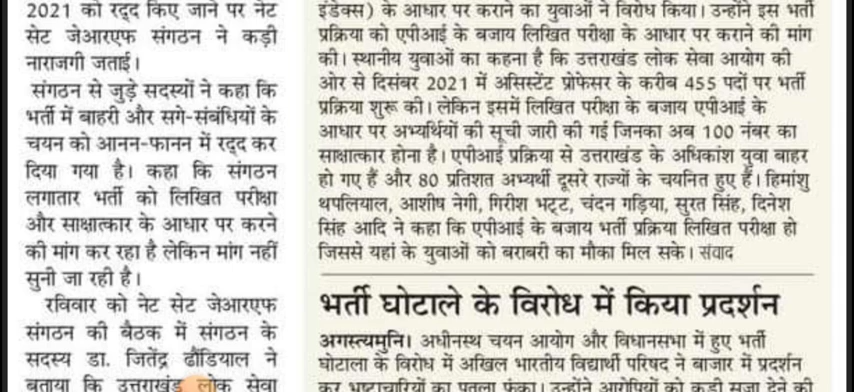 2021 को रद्द किए जाने पर नेट
सेट जेआरएफ संगठन ने कड़ी
नाराजगी जताई।
संगठन से जुड़े सदस्यों ने कहा कि
भर्ती में बाहरी और सगे-संबंधियों के
चयन को आनन-फानन में रद्द कर
दिया गया है। कहा कि संगठन
लगातार भर्ती को लिखित परीक्षा
और साक्षात्कार के आधार पर करने
की मांग कर रहा है लेकिन मांग नहीं
सुनी जा रही है।
रविवार को नेट सेट जेआरएफ
संगठन की बैठक में संगठन के
सदस्य डा. जितेंद्र ढौंडियाल ने
बताया कि उत्तराखंड लोक सेवा
इंडेक्स) के आधार पर कराने का युवाओं ने विरोध किया। उन्होंने इस भर्ती
प्रक्रिया को एपीआई के बजाय लिखित परीक्षा के आधार पर कराने की मांग
की। स्थानीय युवाओं का कहना है कि उत्तराखंड लोक सेवा आयोग की
ओर से दिसंबर 2021 में असिस्टेंट प्रोफेसर के करीब 455 पदों पर भर्ती
प्रक्रिया शुरू की। लेकिन इसमें लिखित परीक्षा के बजाय एपीआई के
आधार पर अभ्यर्थियों की सूची जारी की गई जिनका अब 100 नंबर का
साक्षात्कार होना है। एपीआई प्रक्रिया से उत्तराखंड के अधिकांश युवा बाहर
हो गए हैं और 80 प्रतिशत अभ्यर्थी दूसरे राज्यों के चयनित हुए हैं। हिमांशु
थपलियाल, आशीष नेगी, गिरीश भट्ट, चंदन गड़िया, सुरत सिंह, दिनेश
सिंह आदि ने कहा कि एपीआई के बजाय भर्ती प्रक्रिया लिखित परीक्षा हो
जिससे यहां के युवाओं को बराबरी का मौका मिल सके। संवाद
भर्ती घोटाले के विरोध में किया प्रदर्शन
अगस्त्यमुनि। अधीनस्थ चयन आयोग और विधानसभा में हुए भर्ती
घोटाला के विरोध में अखिल भारतीय विद्यार्थी परिषद ने बाजार में प्रदर्शन
कर भ्रष्टाचारियों का पुतला फूंका। उन्होंने आरोपियों को कड़ी सजा देने की